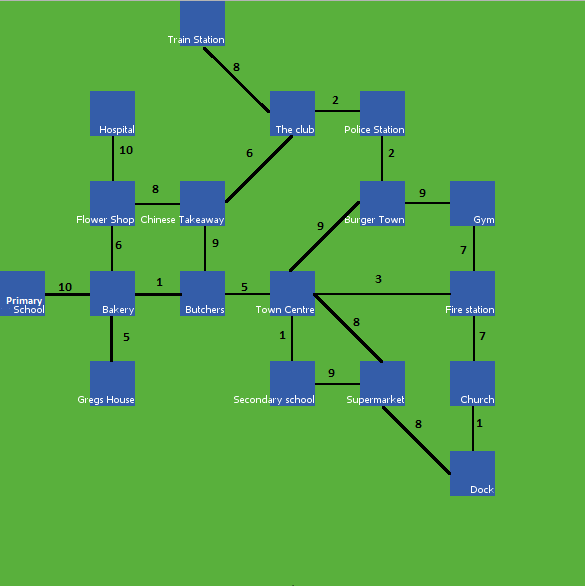 Train Station
8
2
The club
Police Station
Hospital
10
6
2
8
9
Flower Shop
Chinese Takeaway
9
Burger Town
Gym
6
9
7
10
1
5
3
Primary
School
Bakery
Butchers
Town Centre
Fire station
5
1
8
7
9
Gregs House
Secondary school
Supermarket
Church
8
1
Dock